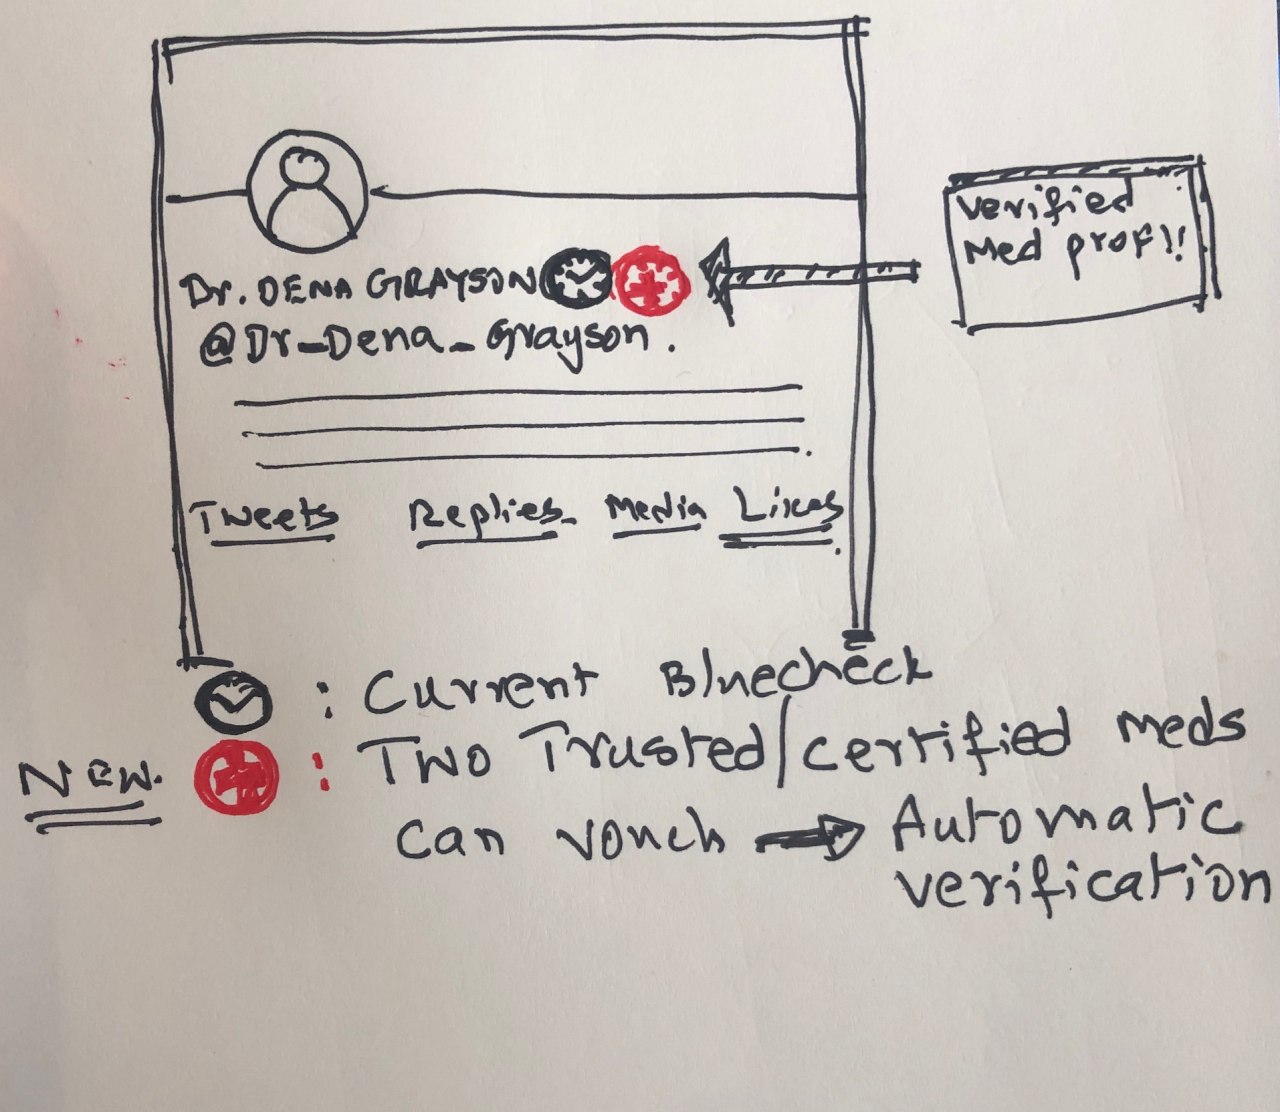 Dr. DENA GRAYSON
@Dr_Dena_Grayson.
verified
Med prof!!
Tweets Replies Media Likes
: Current Bluecheck
NEW. : Two Trusted/certified meds
can vouch → Automatic
verification